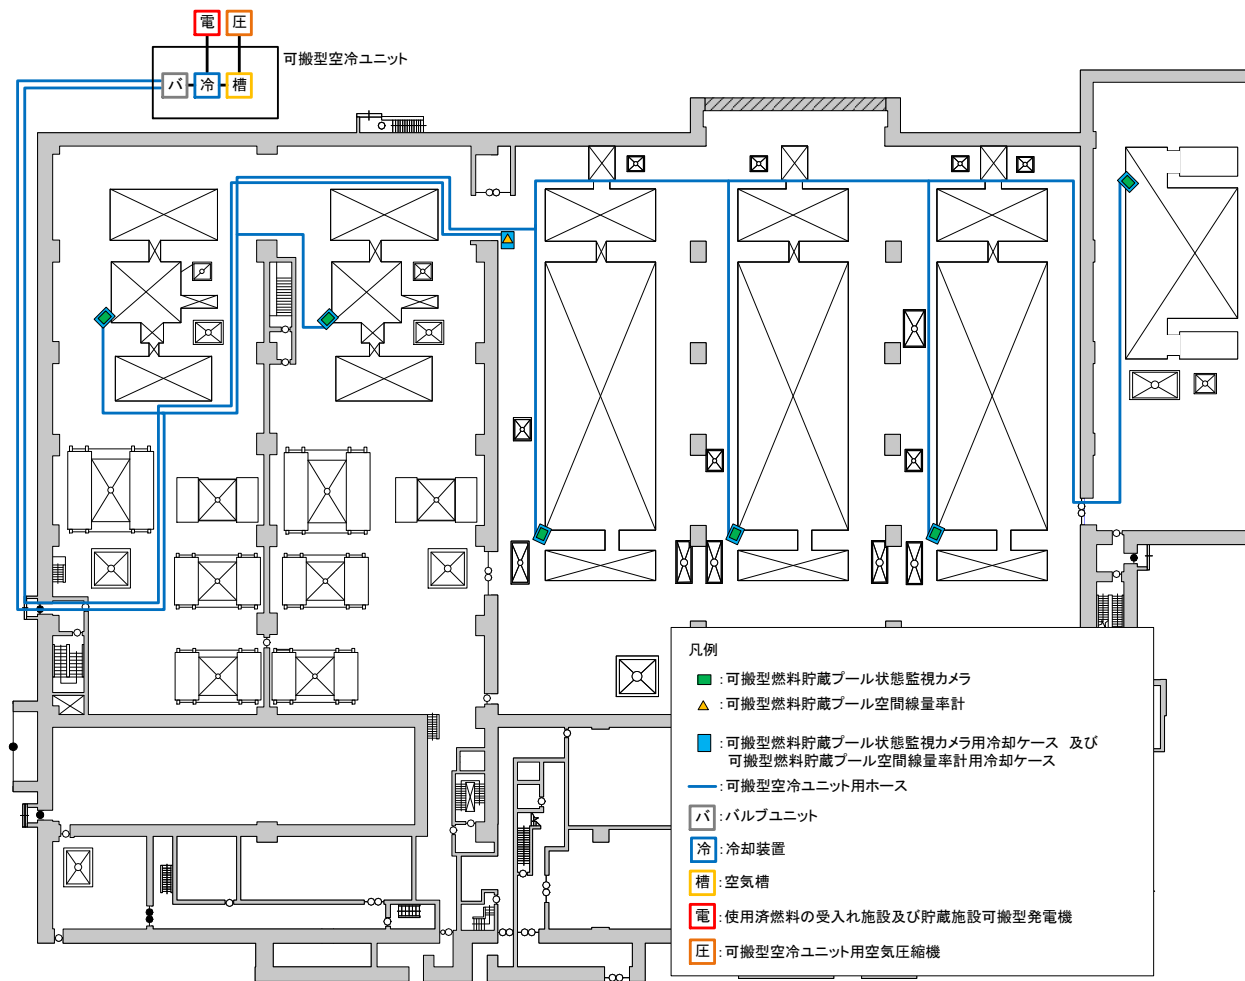 電 圧
可搬型空冷ユニット
バ 冷 槽
凡例
:可搬型燃料貯蔵プール状態監視カメラ
:可搬型燃料貯蔵プール空間線量率計
:可搬型燃料貯蔵プール状態監視カメラ用冷却ケース 及び
可搬型燃料貯蔵プール空間線量率計用冷却ケース
:可搬型空冷ユニット用ホース
バ:バルブユニット
冷:冷却装置
槽:空気槽
電:使用済燃料の受入れ施設及び貯蔵施設可搬型発電機
圧:可搬型空冷ユニット用空気圧縮機